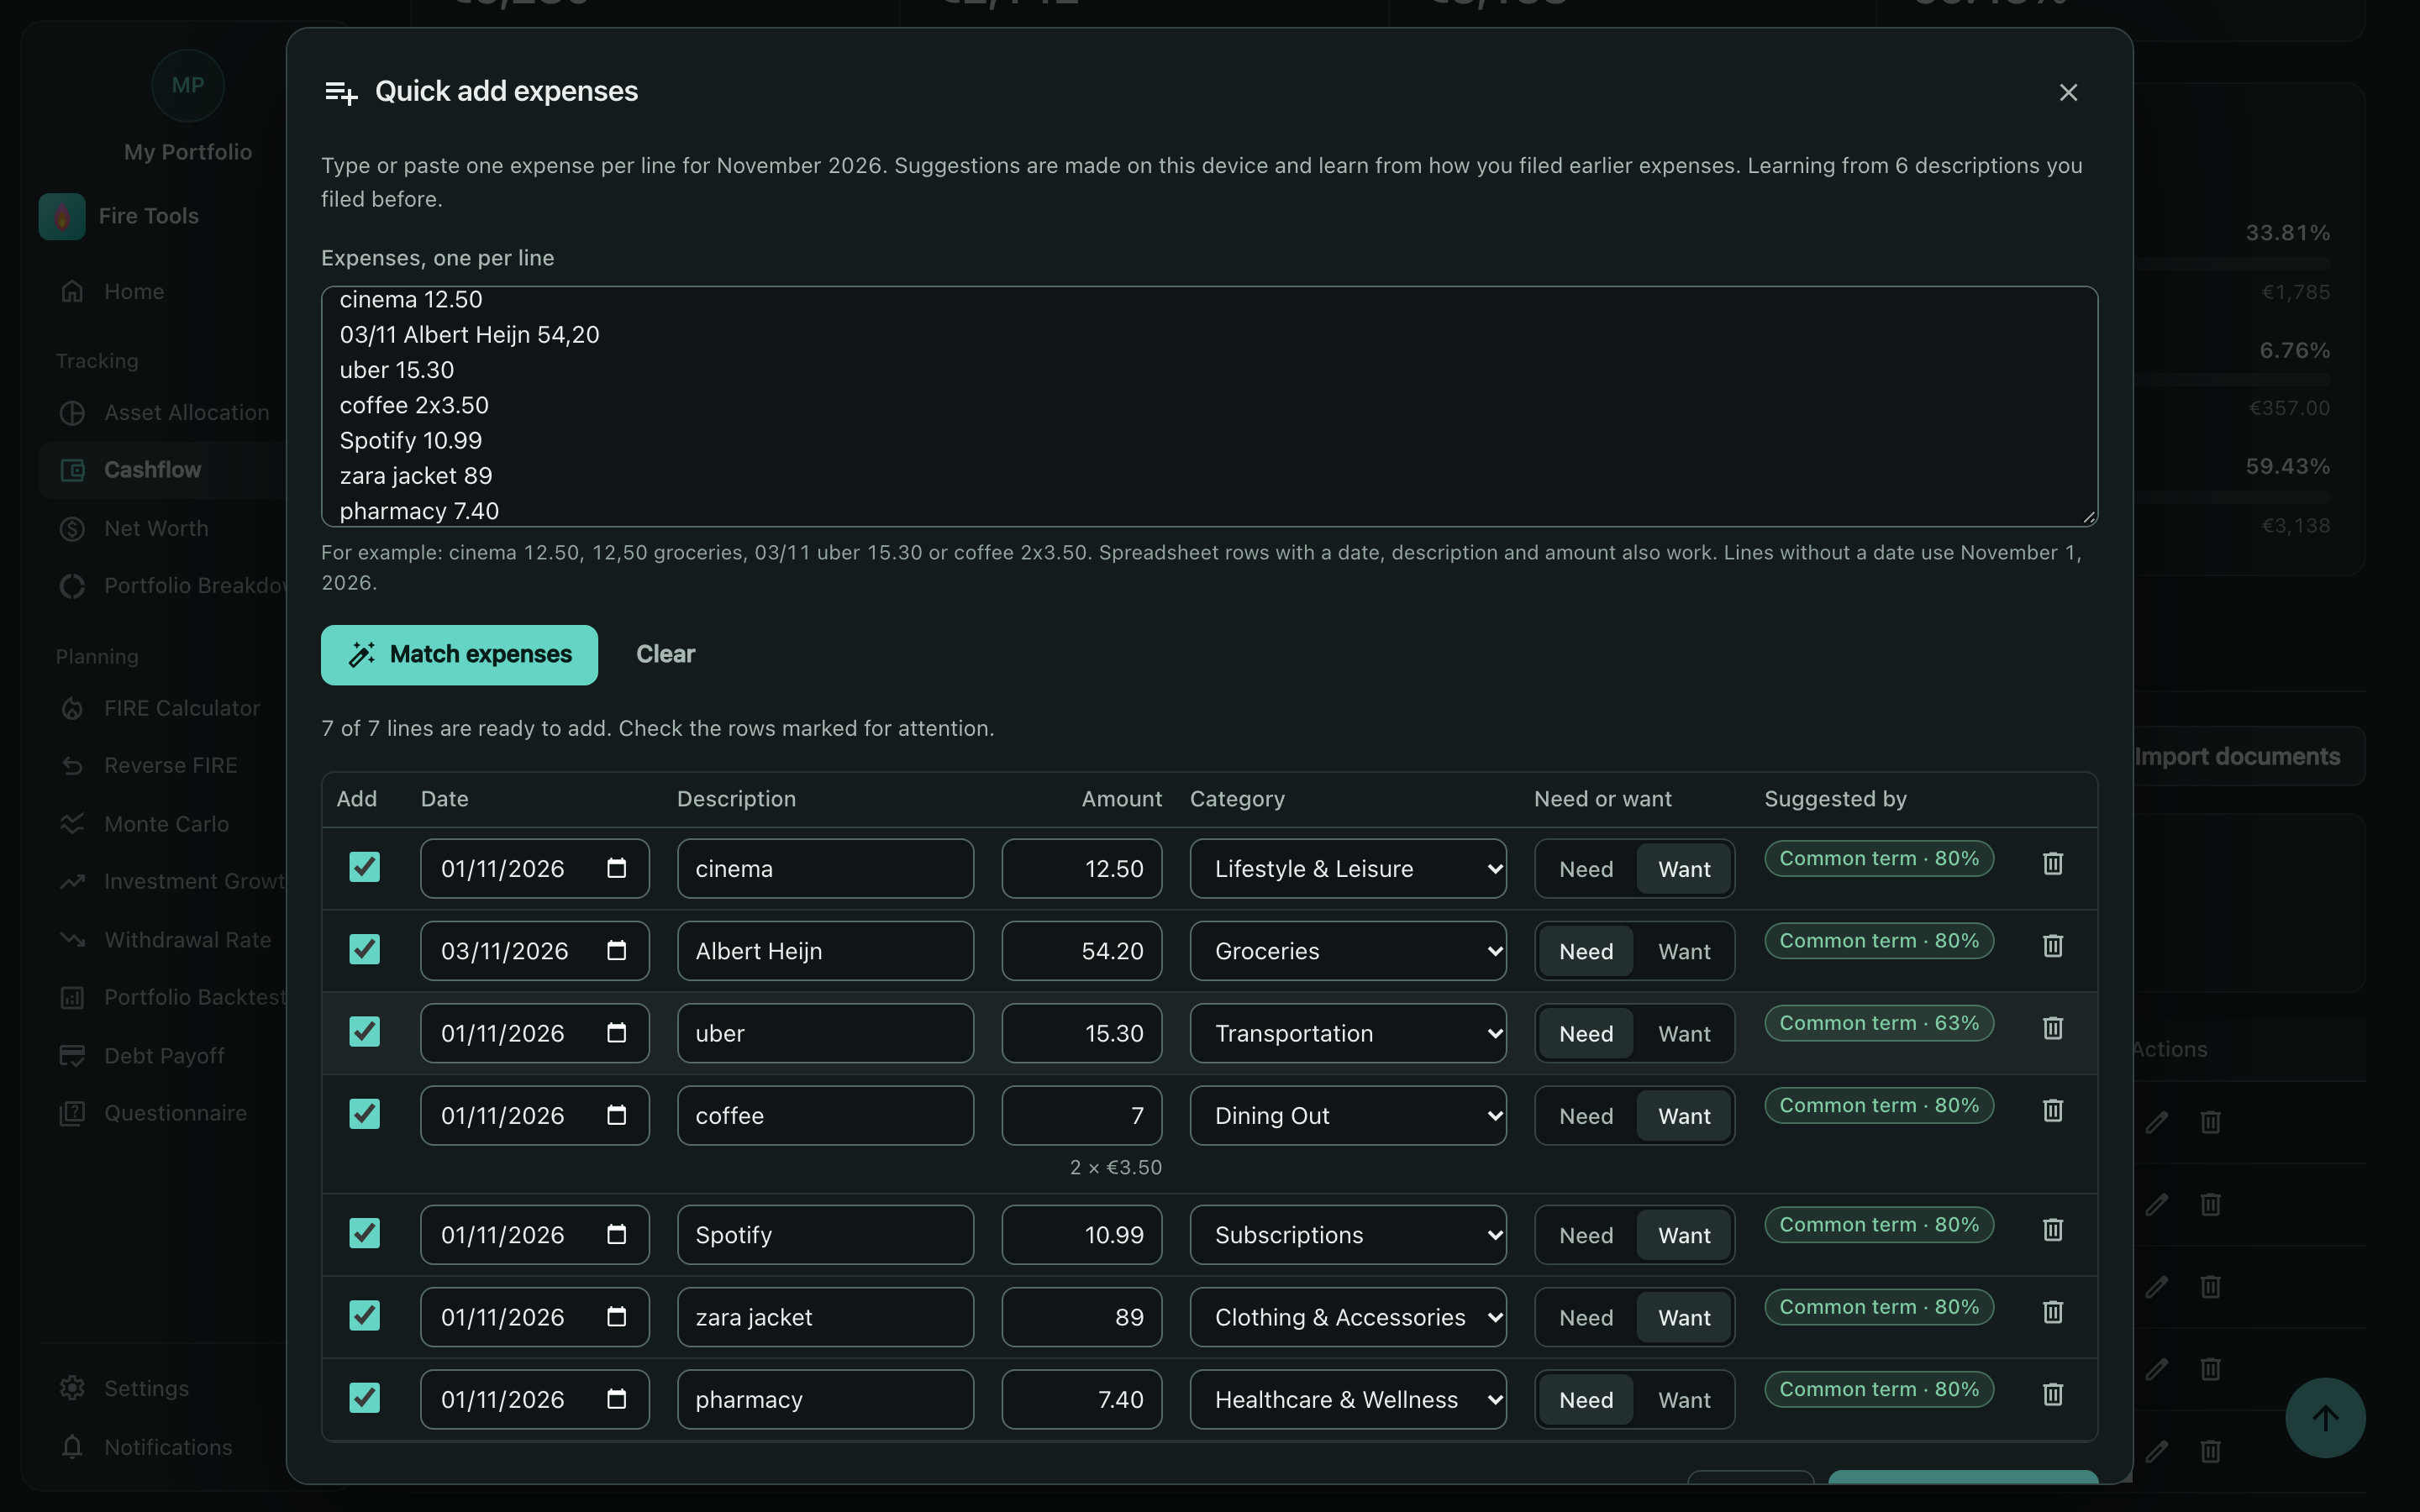 MP
My Portfolio
Fire Tools
Home
Tracking
Asset Allocation
Cashflow
Net Worth
Portfolio Breakdow
Planning
FIRE Calculator
Reverse FIRE
Monte Carlo
Investment Growt
Withdrawal Rate
Portfolio Backtest
Debt Payoff
Questionnaire
Settings
Notifications
Quick add expenses
Type or paste one expense per line for November 2026. Suggestions are made on this device and learn from how you filed earlier expenses. Learning from 6 descriptions you
filed before.
Expenses, one per line
cinema 12.50
03/11 Albert Heijn 54,20
uber 15.30
coffee 2x3.50
Spotify 10.99
zara jacket 89
pharmacy 7.40
For example: cinema 12.50, 12,50 groceries, 03/11 uber 15.30 or coffee 2x3.50. Spreadsheet rows with a date, description and amount also work. Lines without a date use November 1,
2026.
Match expenses Clear
7 of 7 lines are ready to add. Check the rows marked for attention.
Add Date Description Amount Category Need or want Suggested by
01/11/2026 cinema 12.50 Lifestyle & Leisure Need Want Common term · 80%
03/11/2026 Albert Heijn 54.20 Groceries Need Want Common term · 80%
01/11/2026 uber 15.30 Transportation Need Want Common term · 63%
01/11/2026 coffee 7 Dining Out Need Want Common term · 80%
2 × €3.50
01/11/2026 Spotify 10.99 Subscriptions Need Want Common term · 80%
01/11/2026 zara jacket 89 Clothing & Accessories Need Want Common term · 80%
01/11/2026 pharmacy 7.40 Healthcare & Wellness Need Want Common term · 80%
33.81%
€1,785
6.76%
€357.00
59.43%
€3,138
Import documents
Actions